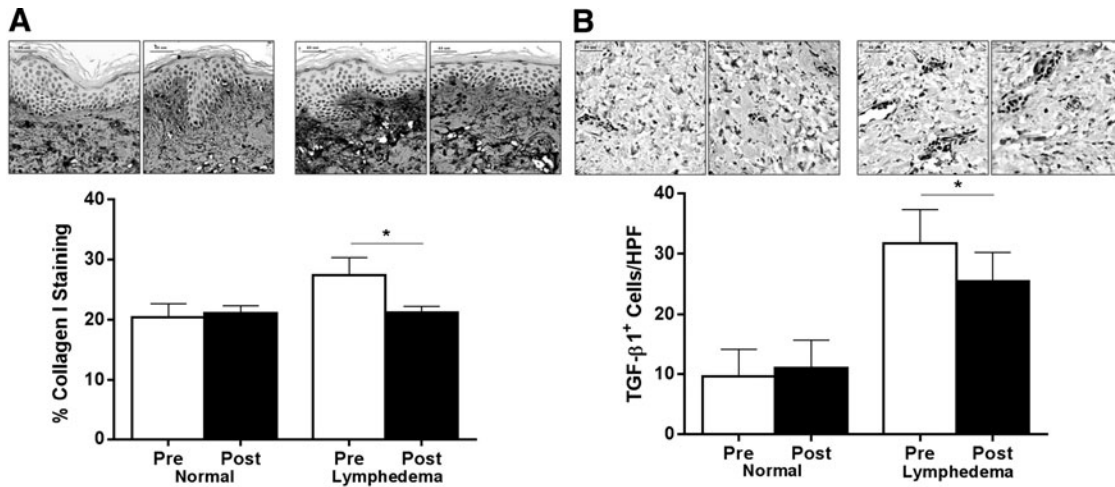 A
B
40
30
20
10
0
% Collagen I Staining
*
Pre Post Pre Post
Normal Lymphedema
40
30
20
10
0
TGF-β1+ Cells/HPF
*
Pre Post Pre Post
Normal Lymphedema